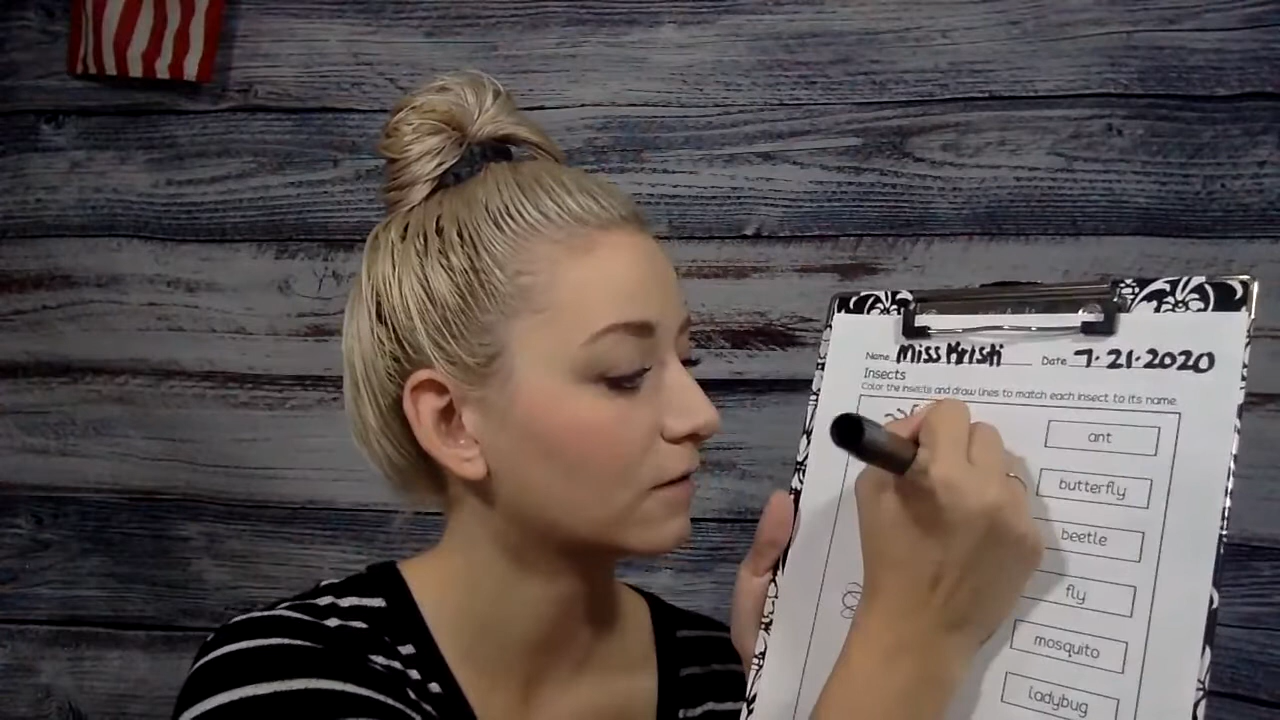 Name Miss Kristi Date 7.21.2020
Insects
Color the insects and draw lines to match each insect to its name.
ant
butterfly
beetle
fly
mosquito
ladybug